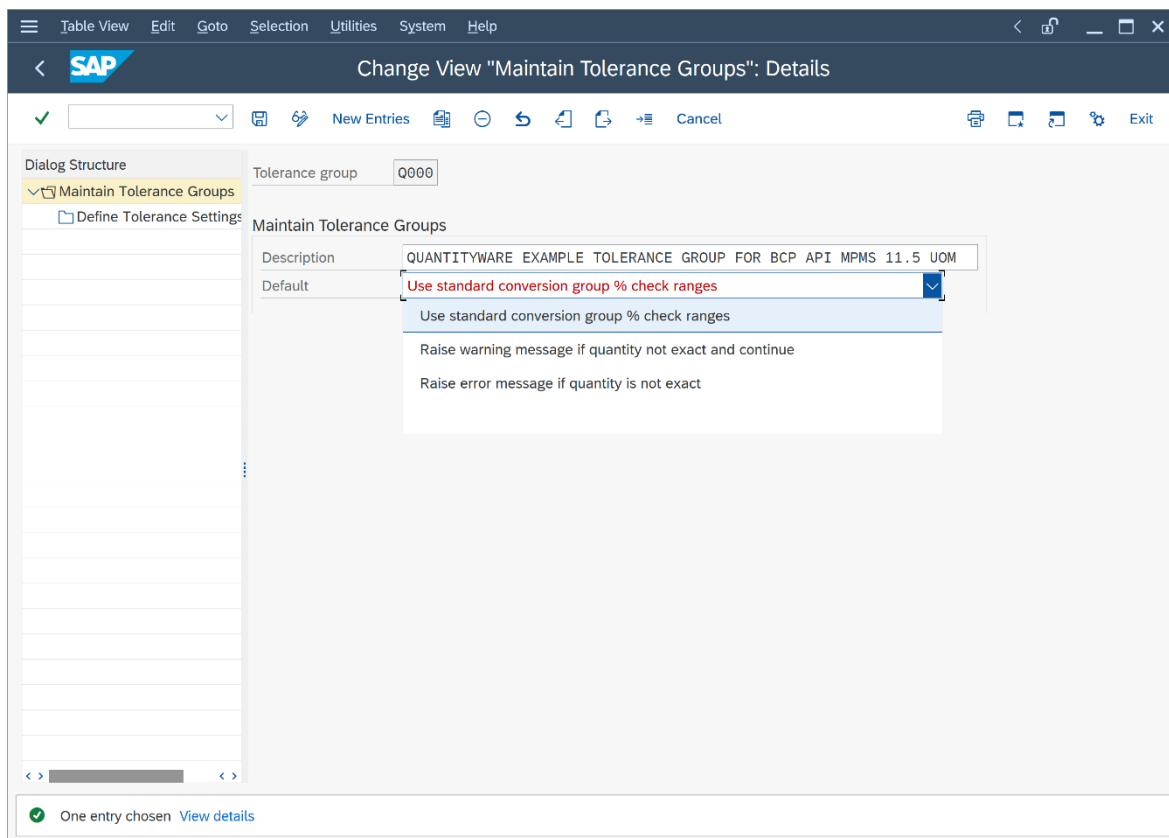 Table View Edit Goto Selection Utilities System Help
SAP Change View "Maintain Tolerance Groups": Details
New Entries Cancel Exit
Dialog Structure
Maintain Tolerance Groups
Define Tolerance Settings
Tolerance group Q000
Maintain Tolerance Groups
Description QUANTITYWARE EXAMPLE TOLERANCE GROUP FOR BCP API MPMS 11.5 UOM
Default Use standard conversion group % check ranges
Use standard conversion group % check ranges
Raise warning message if quantity not exact and continue
Raise error message if quantity is not exact
One entry chosen View details